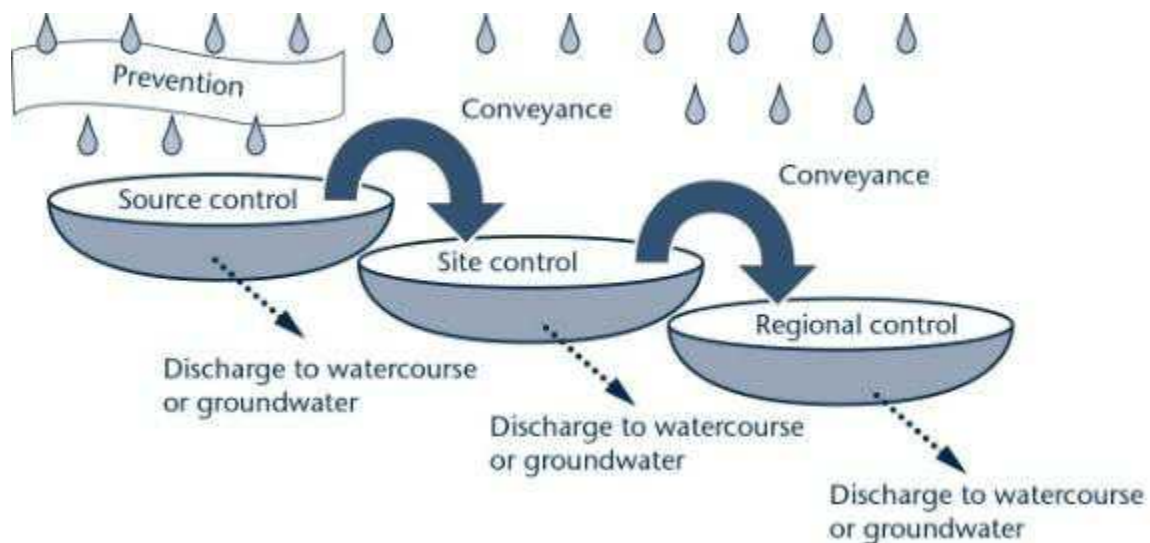 Prevention
Conveyance
Conveyance
Source control
Site control
Regional control
Discharge to watercourse
or groundwater
Discharge to watercourse
or groundwater
Discharge to watercourse
or groundwater